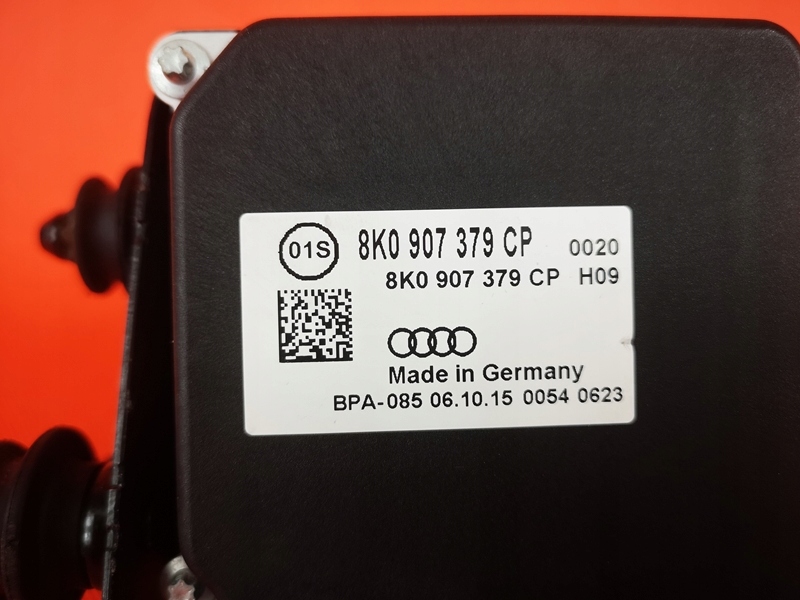 01S 8K0 907 379 CP 0020
8K0 907 379 CP H09
Made in Germany
BPA-085 06.10.15 0054 0623